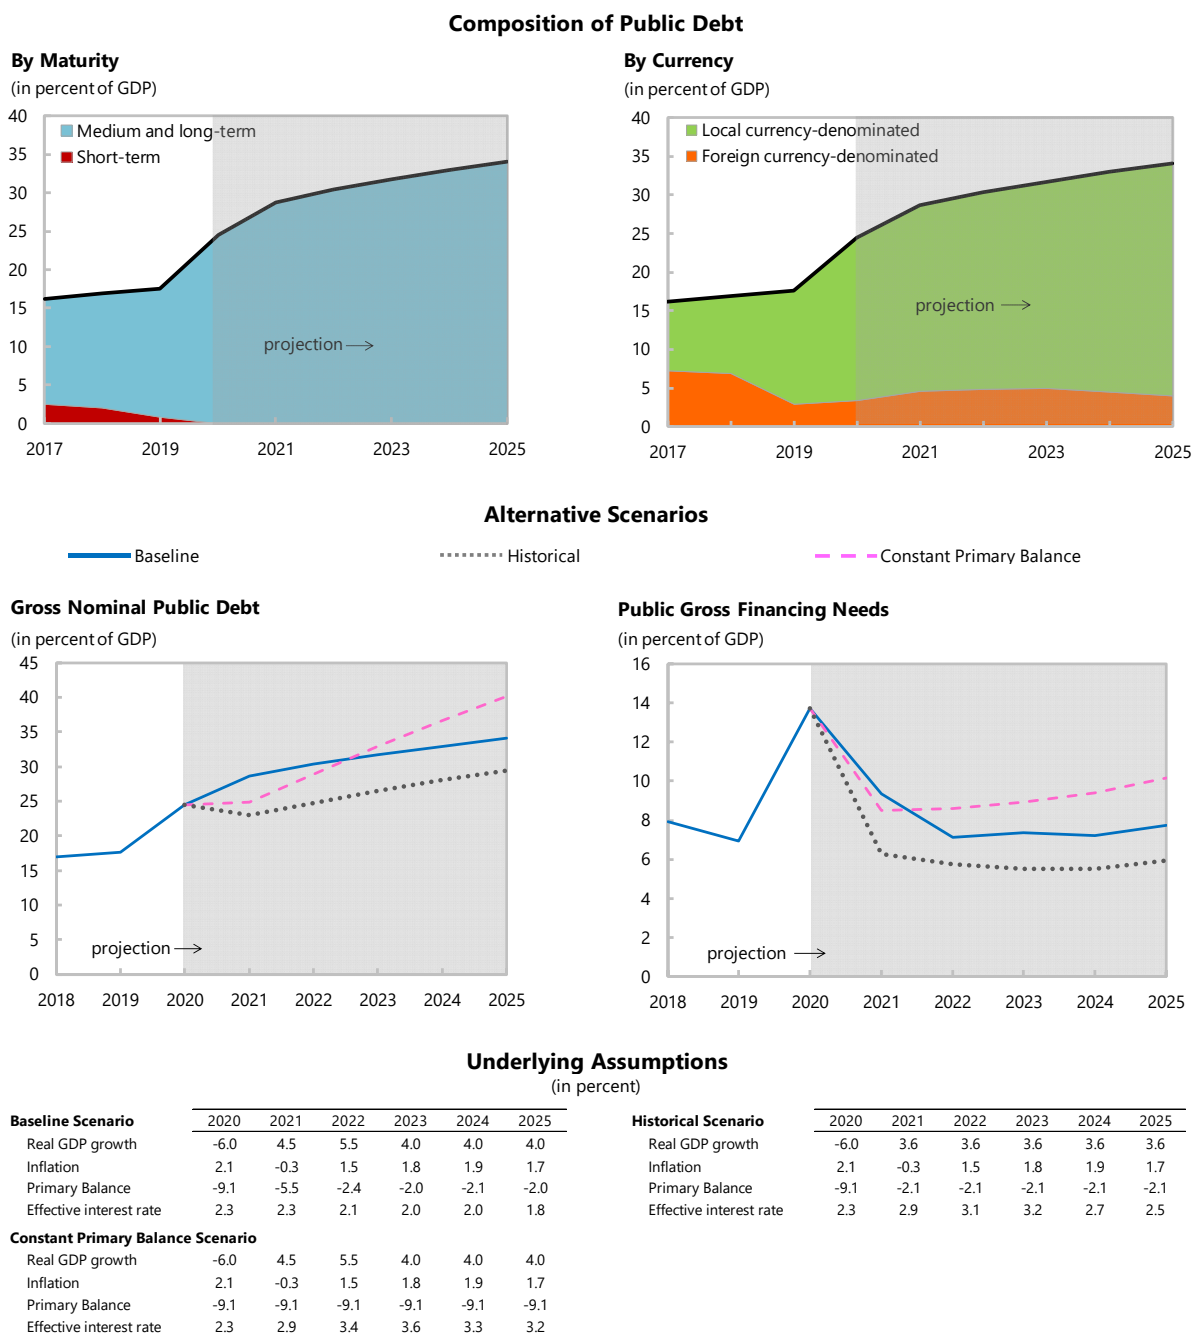 Composition of Public Debt
By Maturity
(in percent of GDP)
40
35
30
25
20
15
10
5
0
Medium and long-term
Short-term
projection
2017 2019 2021 2023 2025
By Currency
(in percent of GDP)
40
35
30
25
20
15
10
5
0
Local currency-denominated
Foreign currency-denominated
projection
2017 2019 2021 2023 2025
Alternative Scenarios
Baseline Historical Constant Primary Balance
Gross Nominal Public Debt
(in percent of GDP)
45
40
35
30
25
20
15
10
5
0
projection
2018 2019 2020 2021 2022 2023 2024 2025
Public Gross Financing Needs
(in percent of GDP)
16
14
12
10
8
6
4
2
0
projection
2018 2019 2020 2021 2022 2023 2024 2025
Underlying Assumptions
(in percent)
Baseline Scenario 2020 2021 2022 2023 2024 2025
Real GDP growth -6.0 4.5 5.5 4.0 4.0 4.0
Inflation 2.1 -0.3 1.5 1.8 1.9 1.7
Primary Balance -9.1 -5.5 -2.4 -2.0 -2.1 -2.0
Effective interest rate 2.3 2.3 2.1 2.0 2.0 1.8
Constant Primary Balance Scenario
Real GDP growth -6.0 4.5 5.5 4.0 4.0 4.0
Inflation 2.1 -0.3 1.5 1.8 1.9 1.7
Primary Balance -9.1 -9.1 -9.1 -9.1 -9.1 -9.1
Effective interest rate 2.3 2.9 3.4 3.6 3.3 3.2
Historical Scenario 2020 2021 2022 2023 2024 2025
Real GDP growth -6.0 3.6 3.6 3.6 3.6 3.6
Inflation 2.1 -0.3 1.5 1.8 1.9 1.7
Primary Balance -9.1 -2.1 -2.1 -2.1 -2.1 -2.1
Effective interest rate 2.3 2.9 3.1 3.2 2.7 2.5